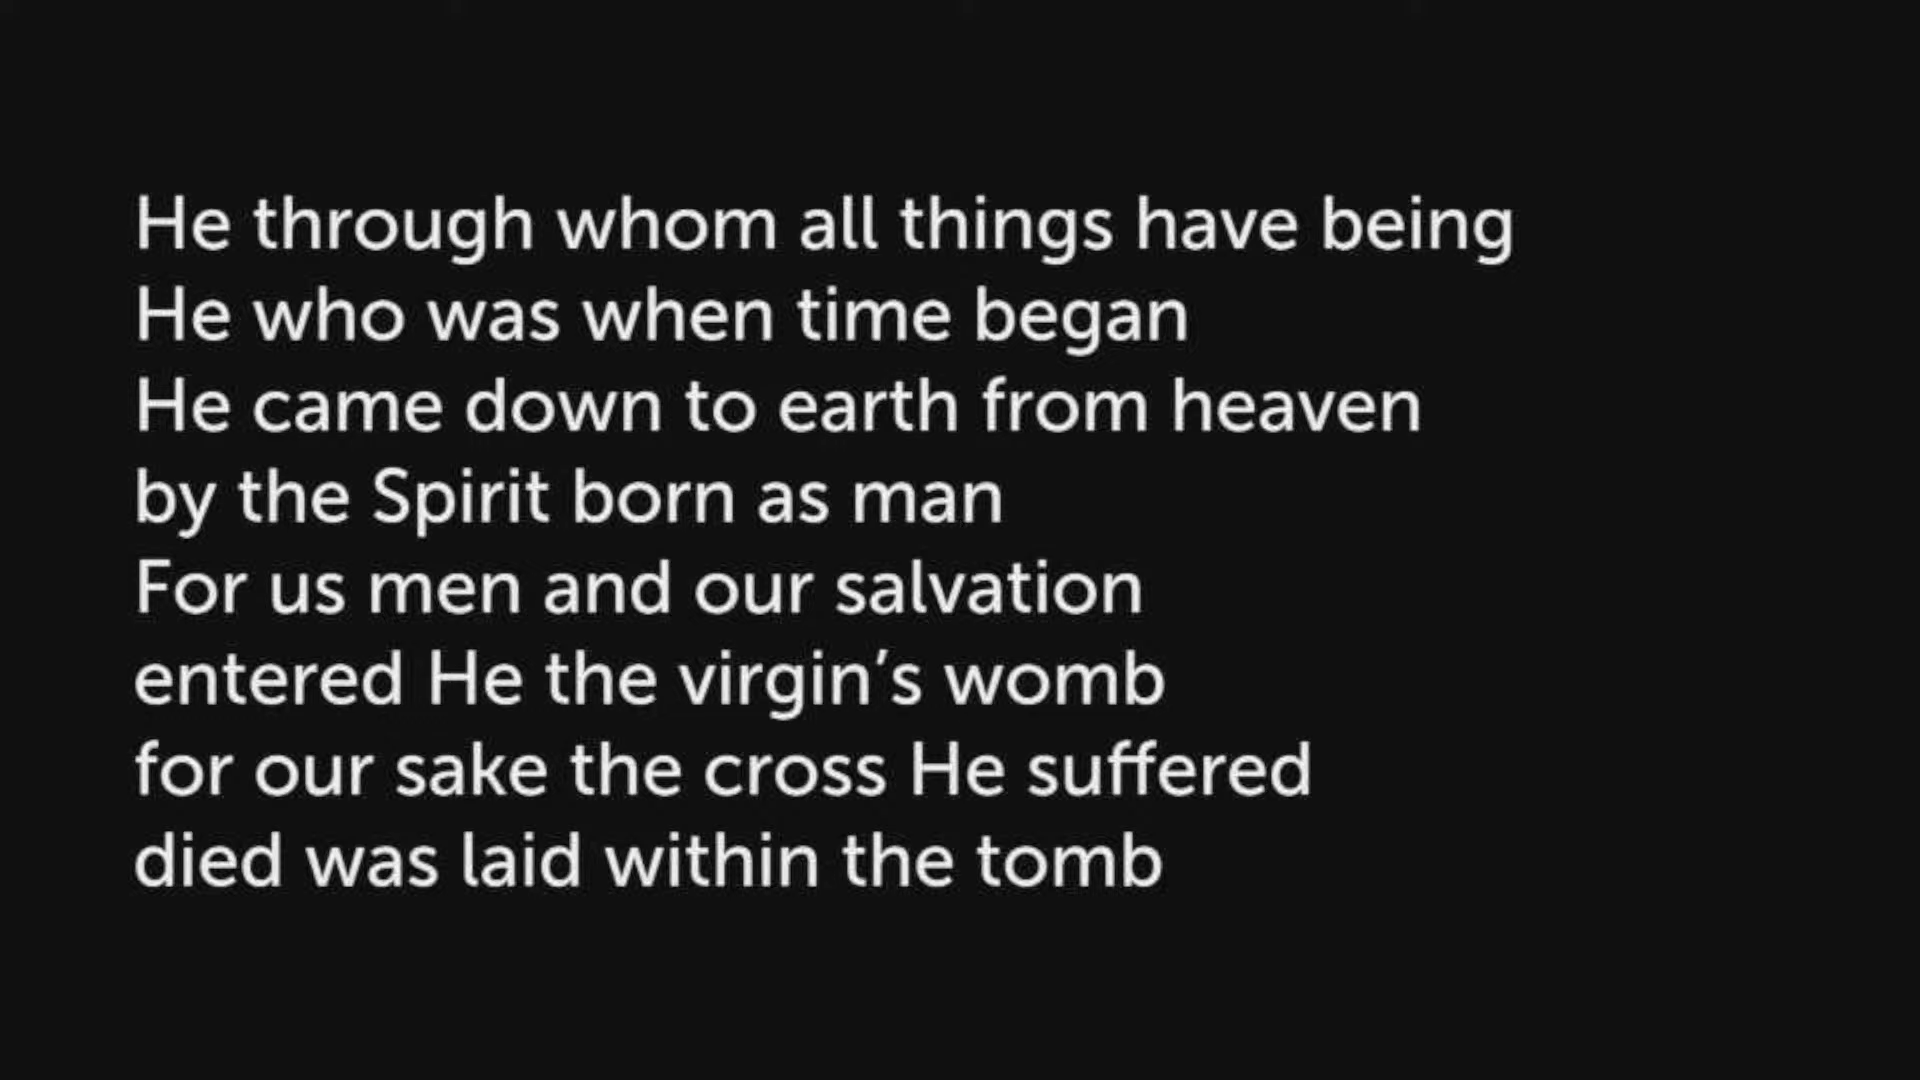 He through whom all things have being
He who was when time began
He came down to earth from heaven
by the Spirit born as man
For us men and our salvation
entered He the virgin’s womb
for our sake the cross He suffered
died was laid within the tomb